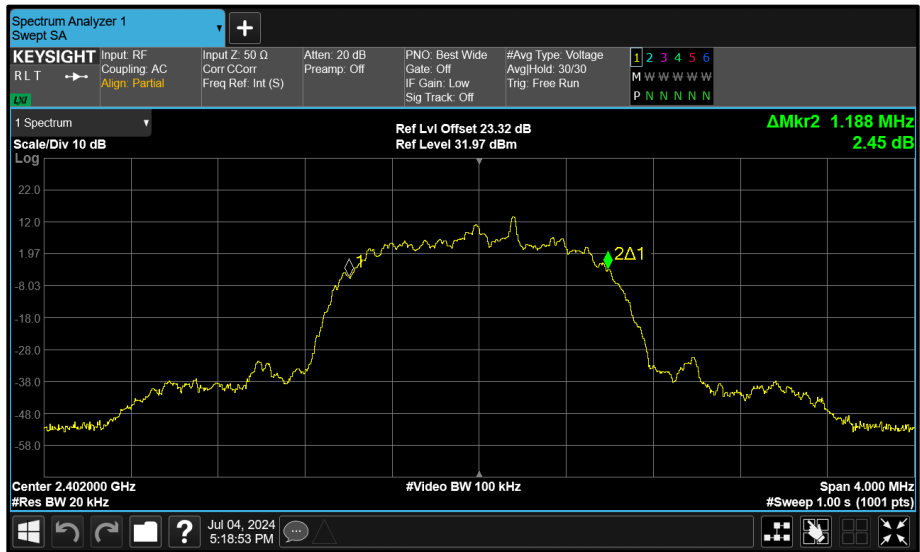 Spectrum Analyzer 1
Swept SA
+
KEYSIGHT Input: RF Input Z: 50 Ω Atten: 20 dB PNO: Best Wide #Avg Type: Voltage 1 2 3 4 5 6
R L T Coupling: AC Corr CCorr Preamp: Off Gate: Off Avg|Hold: 30/30 M W W W W W
Align: Partial Freq Ref: Int (S) IF Gain: Low Trig: Free Run
LXI Sig Track: Off P N N N N N
1 Spectrum Ref Lvl Offset 23.32 dB ΔMkr2 1.188 MHz
Scale/Div 10 dB Ref Level 31.97 dBm 2.45 dB
Log
22.0
12.0
1.97 1 2Δ1
-8.03
-18.0
-28.0
-38.0
-48.0
-58.0
Center 2.402000 GHz #Video BW 100 kHz Span 4.000 MHz
#Res BW 20 kHz #Sweep 1.00 s (1001 pts)
? Jul 04, 2024
5:18:53 PM